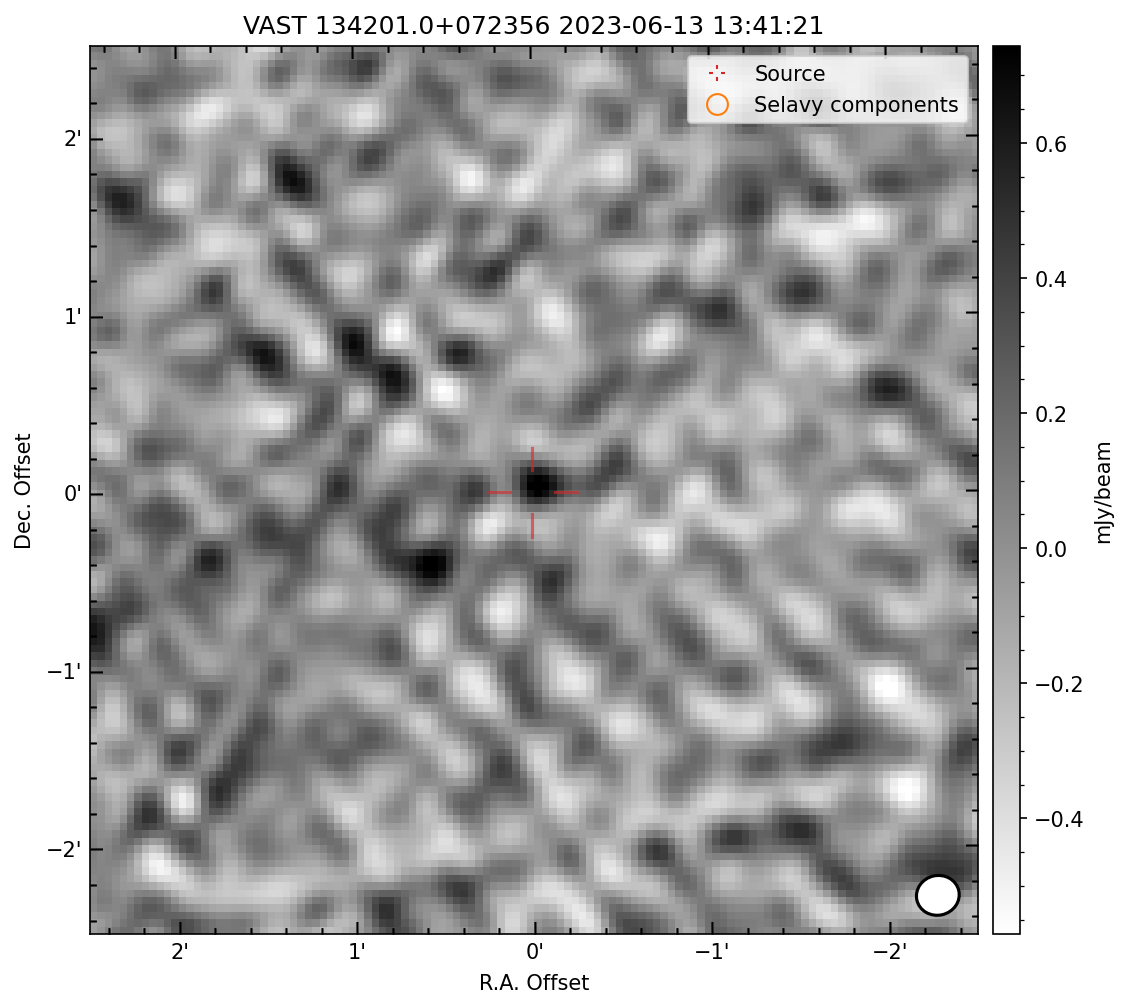 VAST 134201.0+072356 2023-06-13 13:41:21
Source
Selavy components
2'
1'
0'
−1'
−2'
Dec. Offset
2'
1'
0'
−1'
−2'
R.A. Offset
0.6
0.4
0.2
0.0
−0.2
−0.4
mJy/beam